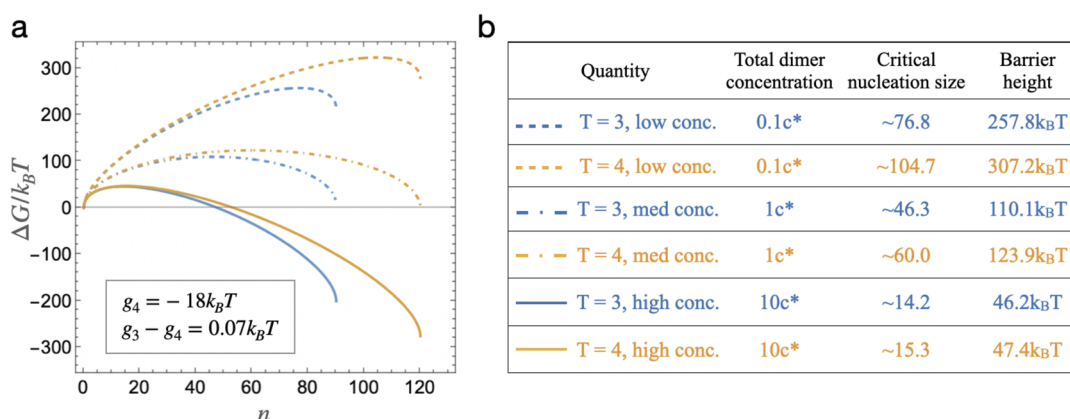 a
ΔG/k_BT
300
200
100
0
−100
−200
−300
0 20 40 60 80 100 120
n
g₄ = − 18k_BT
g₃ − g₄ = 0.07k_BT
b
Quantity Total dimer concentration Critical nucleation size Barrier height
T = 3, low conc. 0.1c* ~76.8 257.8k_BT
T = 4, low conc. 0.1c* ~104.7 307.2k_BT
T = 3, med conc. 1c* ~46.3 110.1k_BT
T = 4, med conc. 1c* ~60.0 123.9k_BT
T = 3, high conc. 10c* ~14.2 46.2k_BT
T = 4, high conc. 10c* ~15.3 47.4k_BT